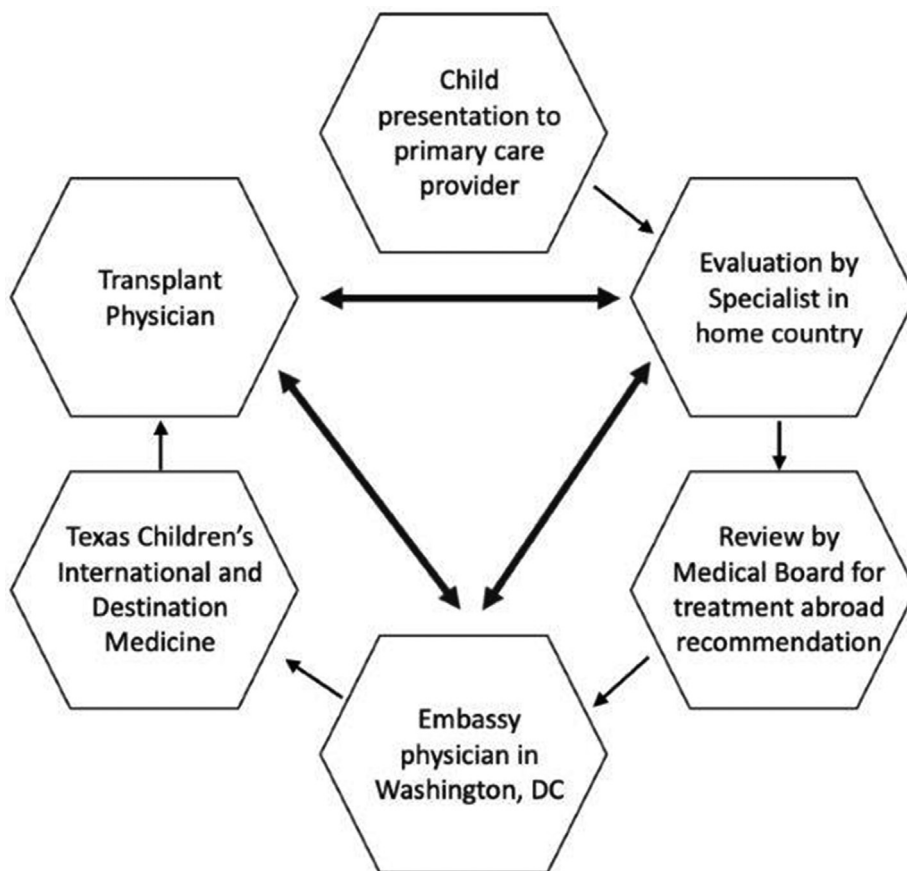 Child
presentation to
primary care
provider
Transplant
Physician
Evaluation by
Specialist in
home country
Texas Children's
International and
Destination
Medicine
Review by
Medical Board for
treatment abroad
recommendation
Embassy
physician in
Washington, DC